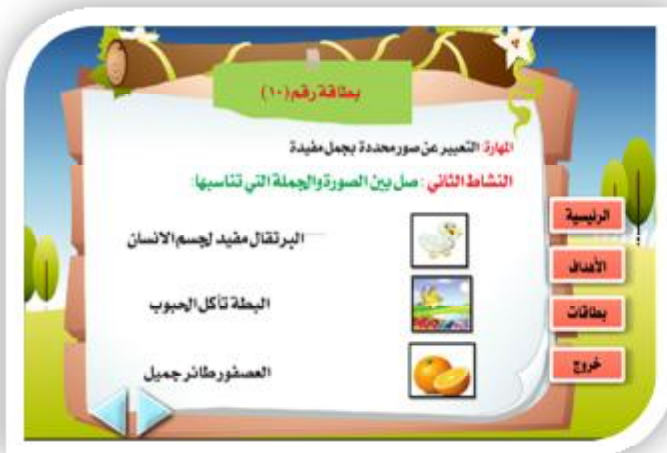 بطاقة رقم (١٠)
المهارة: التعبير عن صور محددة بجمل مفيدة
النشاط الثاني : صل بين الصورة والجملة التي تناسبها:
البرتقال مفيد لجسم الانسان
البطة تأكل الحبوب
العصفور طائر جميل
الرئيسية
الأهداف
بطاقات
خروج